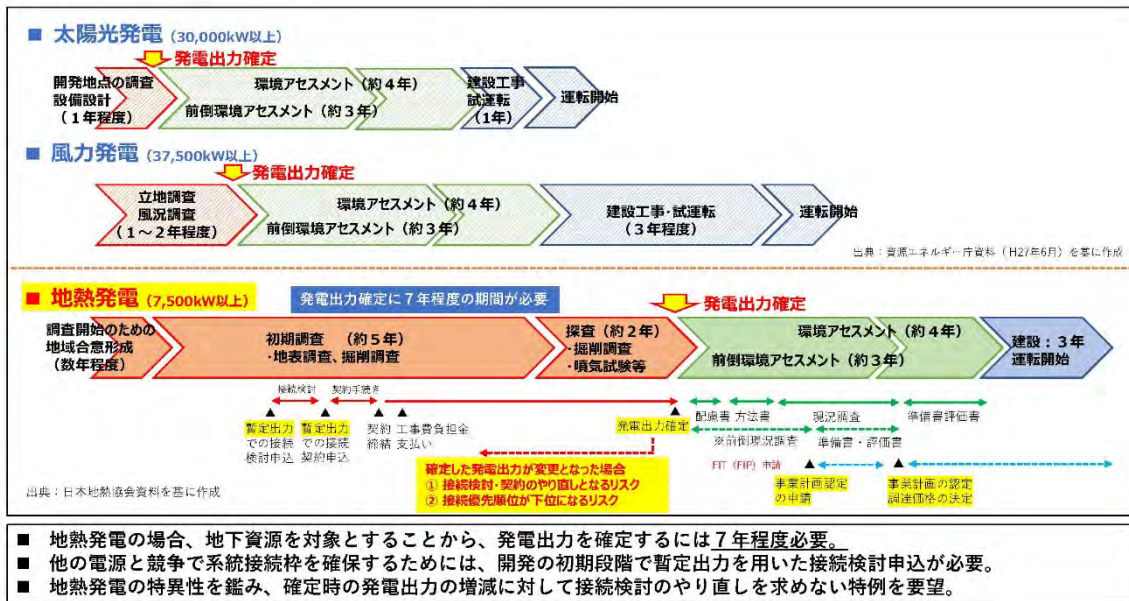 ■ 太陽光発電 (30,000kW以上)
発電出力確定
開発地点の調査
設備設計
(1年程度)
環境アセスメント (約4年)
前倒環境アセスメント (約3年)
建設工事
試運転
(1年)
運転開始
■ 風力発電 (37,500kW以上)
発電出力確定
立地調査
風況調査
(1~2年程度)
環境アセスメント (約4年)
前倒環境アセスメント (約3年)
建設工事・試運転
(3年程度)
運転開始
出典:資源エネルギー庁資料(H27年6月)を基に作成
■ 地熱発電 (7,500kW以上)
発電出力確定に7年程度の期間が必要
発電出力確定
調査開始のための
地域合意形成
(数年程度)
初期調査 (約5年)
・地表調査、掘削調査
探査(約2年)
・掘削調査
・噴気試験等
環境アセスメント (約4年)
前倒環境アセスメント (約3年)
建設:3年
運転開始
接続検討
契約手続き
▲
暫定出力
での接続
検討申込
▲
暫定出力
での接続
契約申込
▲
契約
締結
▲
工事費負担金
支払い
▲
発電出力確定
配慮書
方法書
現況調査
準備書評価書
※前倒現況調査
準備書・評価書
FIT(FIP)申請
▲
事業計画認定
の申請
▲
事業計画の認定
調達価格の決定
確定した発電出力が変更となった場合
① 接続検討・契約のやり直しとなるリスク
② 接続優先順位が下位になるリスク
出典:日本地熱協会資料を基に作成
■ 地熱発電の場合、地下資源を対象とすることから、発電出力を確定するには7年程度必要。
■ 他の電源と競争で系統接続枠を確保するためには、開発の初期段階で暫定出力を用いた接続検討申込が必要。
■ 地熱発電の特異性を鑑み、確定時の発電出力の増減に対して接続検討のやり直しを求めない特例を要望。